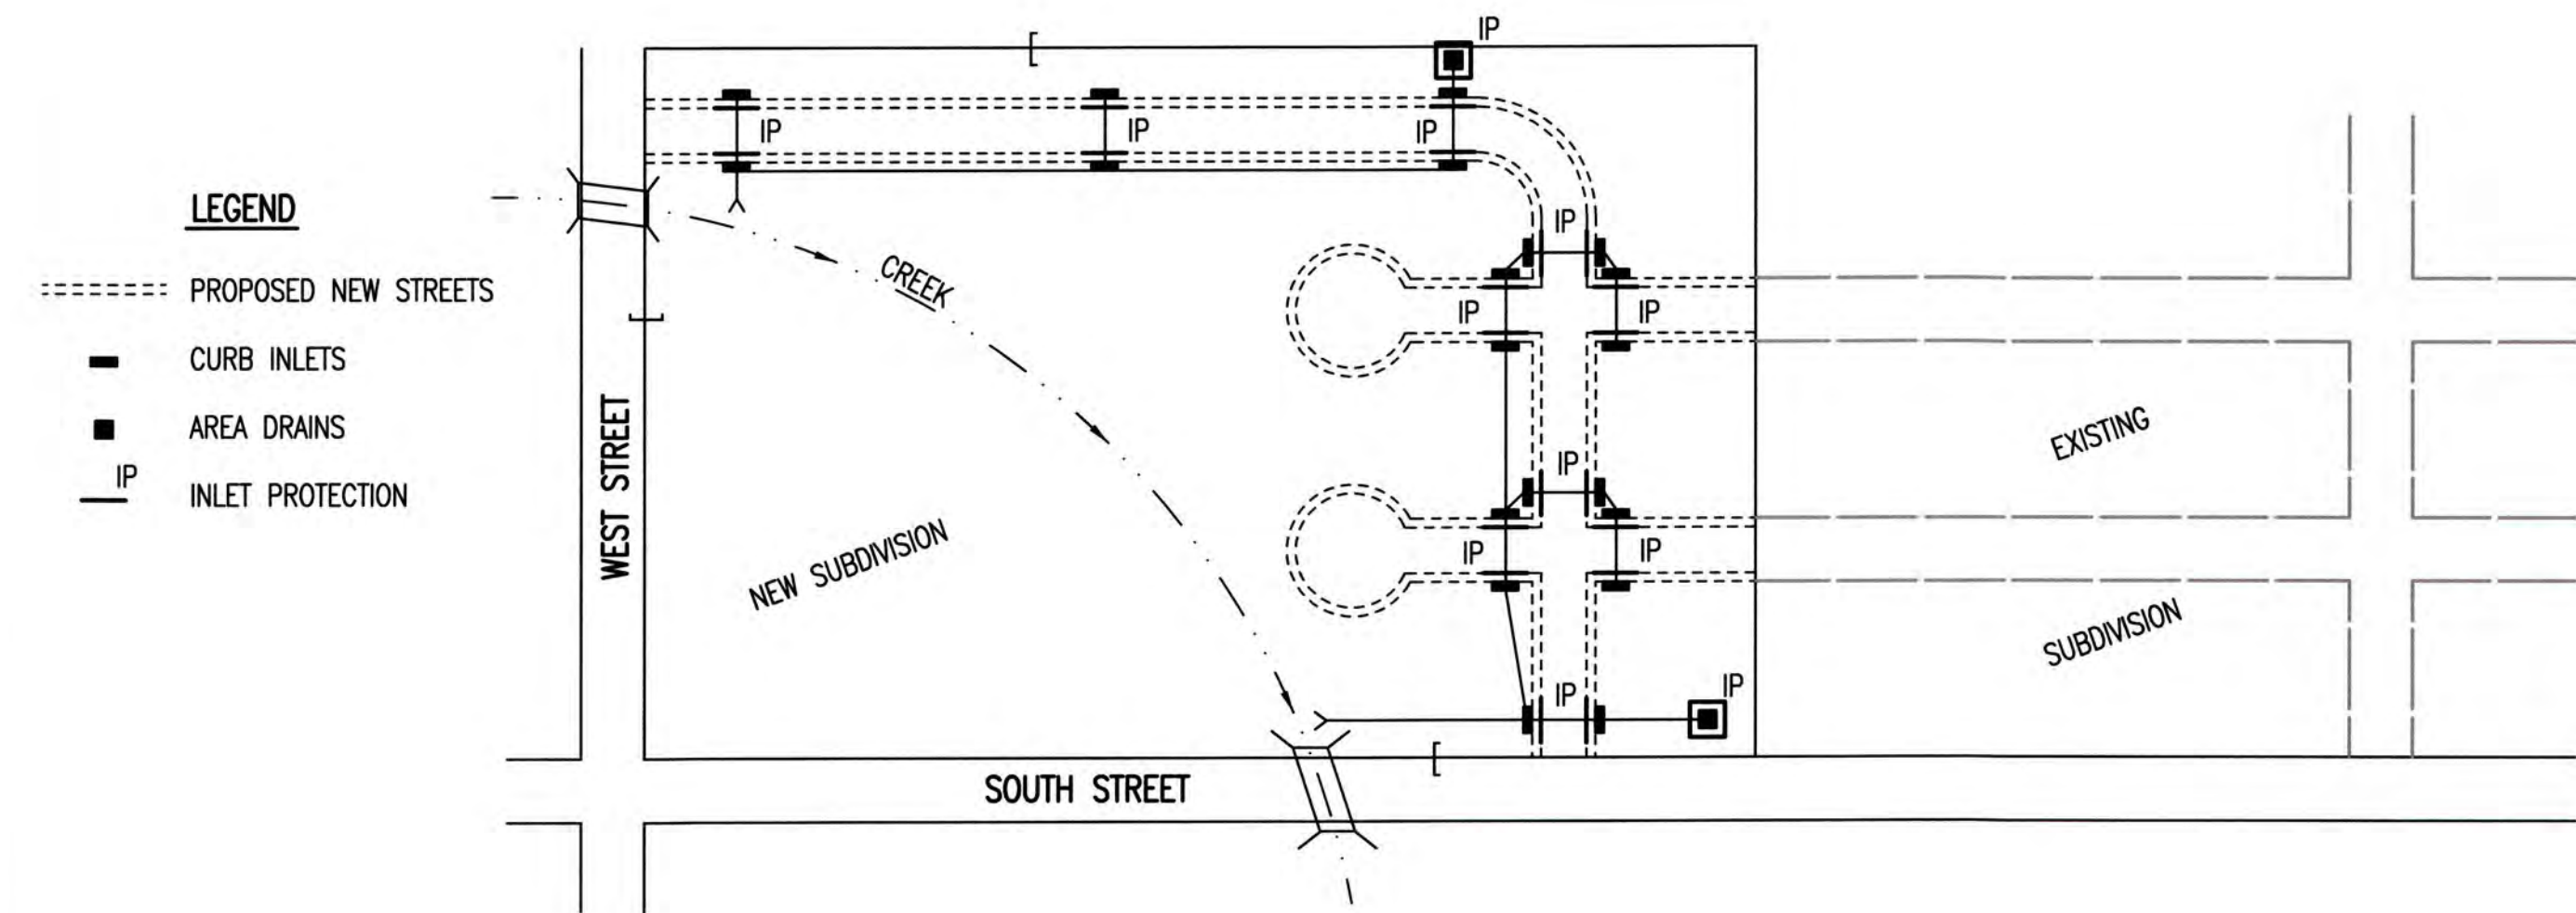 IP
IP
IP
IP
LEGEND
IP
PROPOSED NEW STREETS
CREEK
IP
IP
CURB INLETS
WEST STREET
AREA DRAINS
EXISTING
IP
IP
INLET PROTECTION
NEW SUBDIVISION
IP
IP
SUBDIVISION
IP
IP
SOUTH STREET